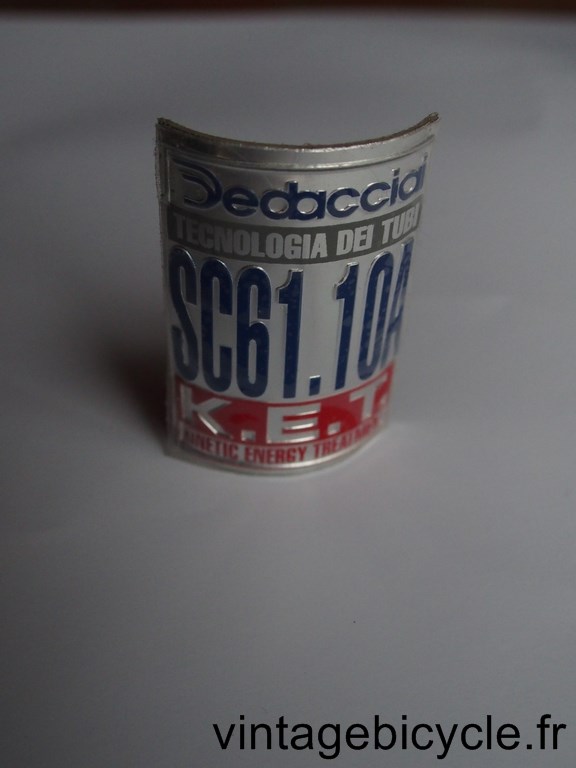 Dedacciai
TECNOLOGIA DEI TUBI
SC61.10A
K.E.T.
KINETIC ENERGY TREATMENT
vintagebicycle.fr